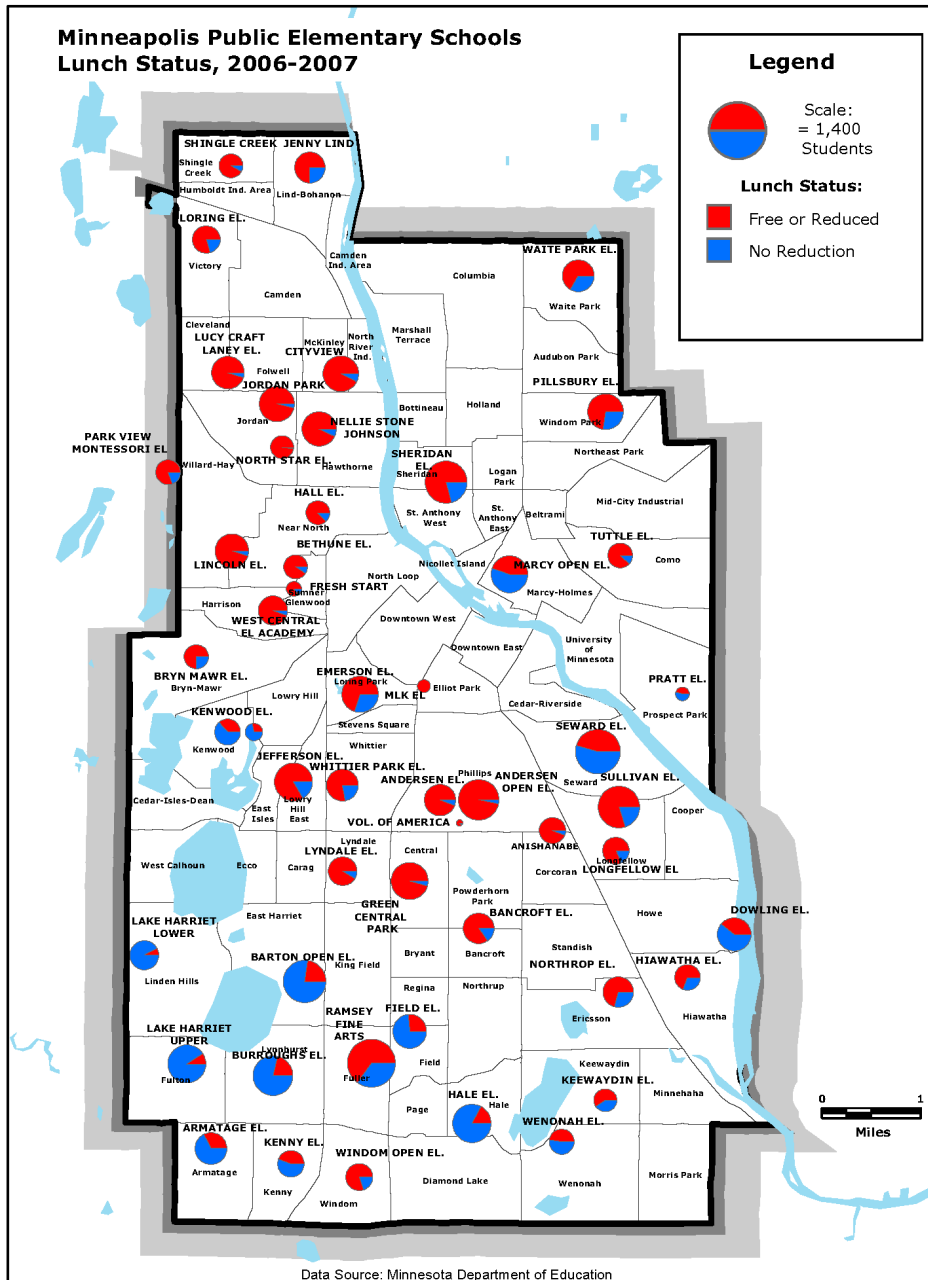 Minneapolis Public Elementary Schools
Lunch Status, 2006-2007
Legend
Scale:
= 1,400
Students
Lunch Status:
Free or Reduced
No Reduction
SHINGLE CREEK
JENNY LIND
Shingle
Creek
Humboldt Ind. Area
Lind-Bohanon
LORING EL.
Victory
Camden
Ind. Area
Camden
Columbia
WAITE PARK EL.
Waite Park
Cleveland
LUCY CRAFT
LANEY EL.
Folwell
McKinley
CITYVIEW
North
River
Ind.
Marshall
Terrace
Audubon Park
PILLSBURY EL.
JORDAN PARK
Jordan
NELLIE STONE
JOHNSON
Bottineau
Holland
Windom Park
Northeast Park
PARK VIEW
MONTESSORI EL
Willard-Hay
NORTH STAR EL.
Hawthorne
SHERIDAN
EL.
Sheridan
Logan
Park
Mid-City Industrial
HALL EL.
Near North
St. Anthony
West
St.
Anthony
East
Beltrami
BETHUNE EL.
LINCOLN EL.
TUTTLE EL.
Como
Nicollet Island
MARCY OPEN EL.
Marcy-Holmes
North Loop
FRESH START
Sumner
Glenwood
Harrison
WEST CENTRAL
EL ACADEMY
Downtown West
Downtown East
University
of
Minnesota
BRYN MAWR EL.
Bryn-Mawr
EMERSON EL.
Loring Park
MLK EL
Elliot Park
PRATT EL.
Prospect Park
Lowry Hill
Cedar-Riverside
KENWOOD EL.
Kenwood
Stevens Square
SEWARD EL.
Seward
Whittier
JEFFERSON EL.
WHITTIER PARK EL.
Phillips
ANDERSEN EL.
ANDERSEN
OPEN EL.
SULLIVAN EL.
Cedar-Isles-Dean
East
Isles
Lowry
Hill
East
VOL. OF AMERICA
ANISHANABE
Cooper
West Calhoun
Ecco
Carag
Lyndale
LYNDALE EL.
Central
Corcoran
Longfellow
LONGFELLOW EL
GREEN
CENTRAL
PARK
Powderhorn
Park
East Harriet
BANCROFT EL.
Bancroft
Howe
DOWLING EL.
LAKE HARRIET
LOWER
Linden Hills
BARTON OPEN EL.
King Field
Bryant
Standish
NORTHROP EL.
HIAWATHA EL.
Hiawatha
Regina
Northrup
Ericsson
LAKE HARRIET
UPPER
Fulton
Lynnhurst
BURROUGHS EL.
RAMSEY
FINE
ARTS
Fuller
FIELD EL.
Field
Keewaydin
KEEWAYDIN EL.
Minnehaha
Page
HALE EL.
Hale
WENONAH EL.
Wenonah
0
1
Miles
ARMATAGE EL.
Armatage
KENNY EL.
Kenny
WINDOM OPEN EL.
Windom
Diamond Lake
Morris Park
Data Source: Minnesota Department of Education